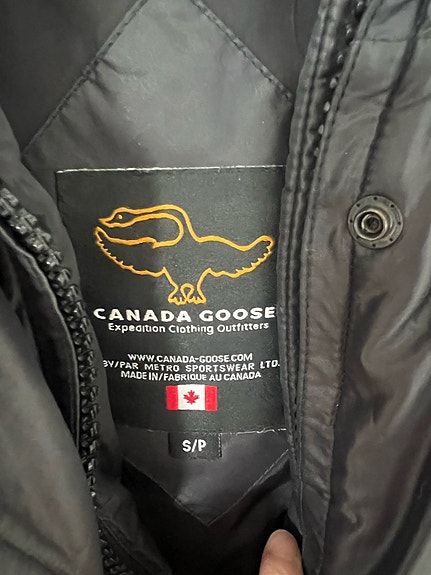 CANADA GOOSE
Expedition Clothing Outfitters
WWW.CANADA-GOOSE.COM
BY/PAR METRO SPORTSWEAR LTD.
MADE IN/FABRIQUE AU CANADA
S/P